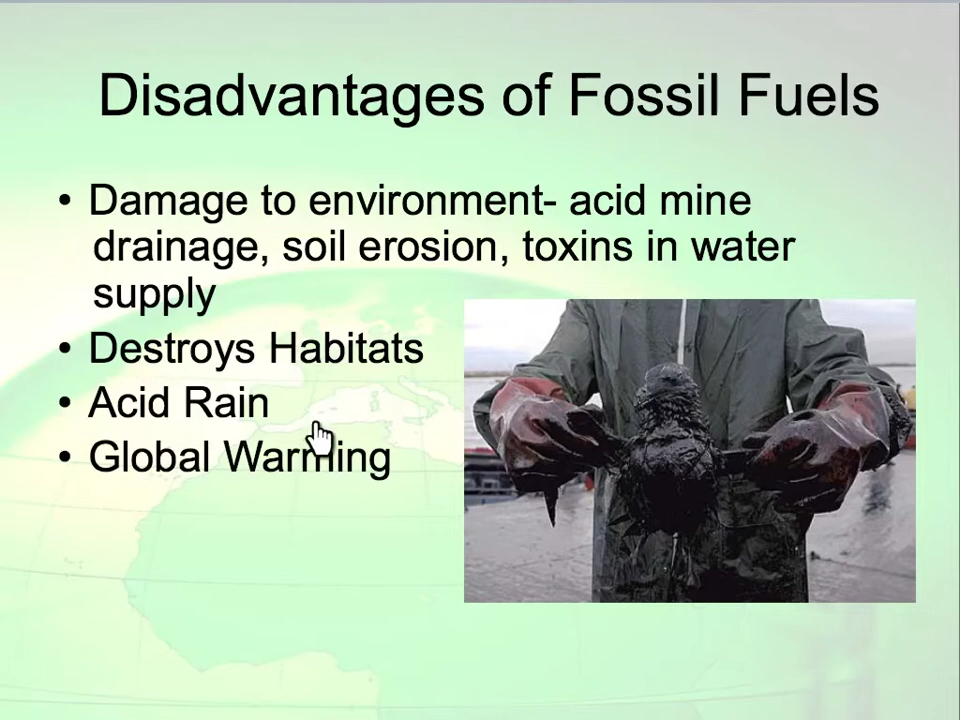 Disadvantages of Fossil Fuels
• Damage to environment- acid mine
drainage, soil erosion, toxins in water
supply
• Destroys Habitats
• Acid Rain
• Global Warming